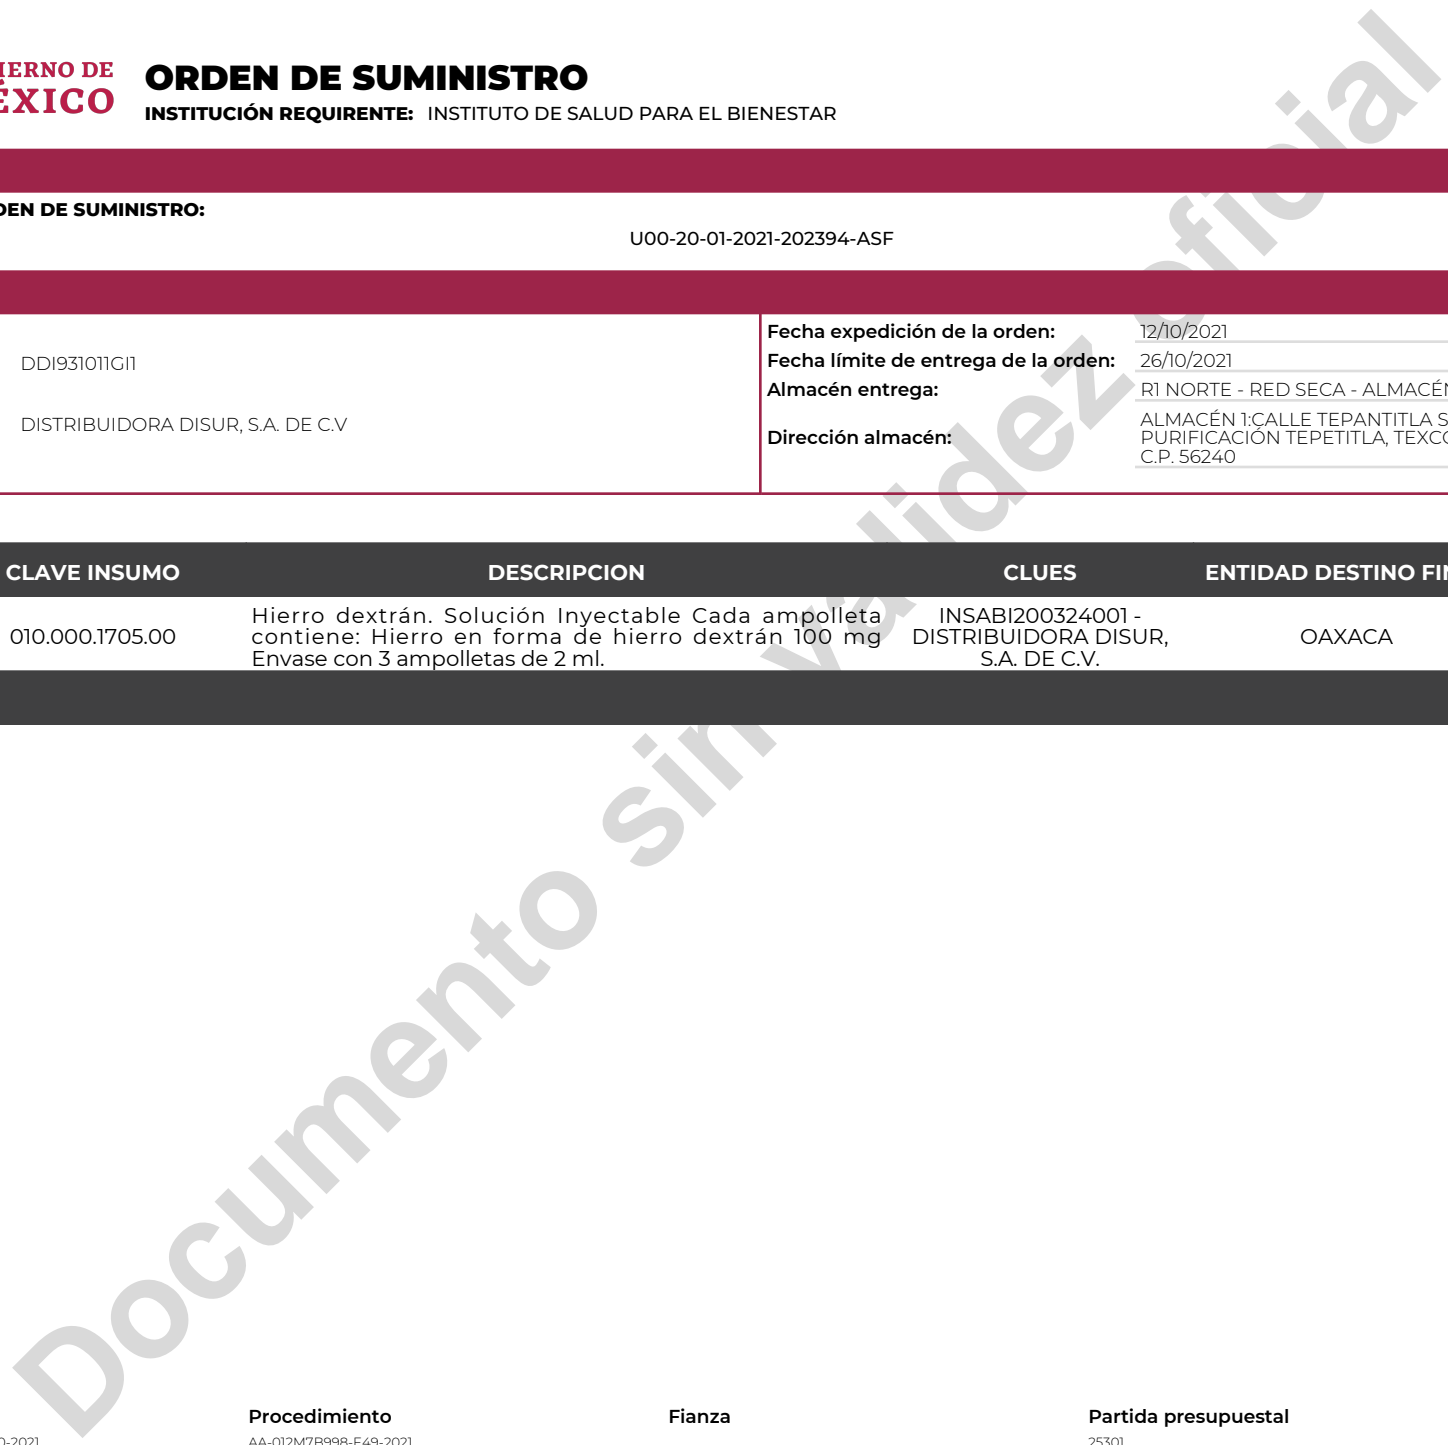 IERNO DE
ÉXICO
ORDEN DE SUMINISTRO
INSTITUCIÓN REQUIRENTE: INSTITUTO DE SALUD PARA EL BIENESTAR
DEN DE SUMINISTRO:
U00-20-01-2021-202394-ASF
DDI931011GI1
DISTRIBUIDORA DISUR, S.A. DE C.V
Fecha expedición de la orden: 12/10/2021
Fecha límite de entrega de la orden: 26/10/2021
Almacén entrega: R1 NORTE - RED SECA - ALMACÉN
Dirección almacén: ALMACÉN 1:CALLE TEPANTITLA S
PURIFICACIÓN TEPETITLA, TEXCO
C.P. 56240
CLAVE INSUMO DESCRIPCION CLUES ENTIDAD DESTINO FIN
010.000.1705.00
Hierro dextrán. Solución Inyectable Cada ampolleta
contiene: Hierro en forma de hierro dextrán 100 mg
Envase con 3 ampolletas de 2 ml.
INSABI200324001 -
DISTRIBUIDORA DISUR,
S.A. DE C.V.
OAXACA
Documento sin validez oficial
Procedimiento Fianza Partida presupuestal
0-2021 AA-012M7B998-E49-2021 25301